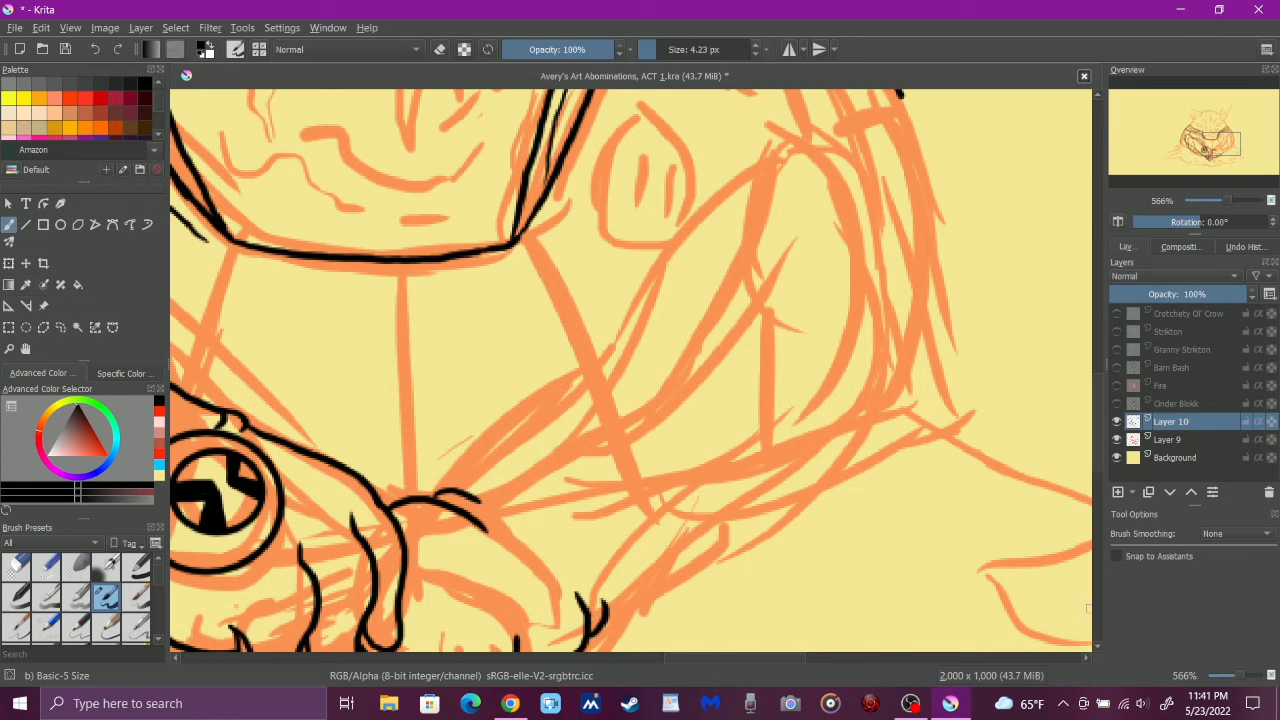 * - Krita
File Edit View Image Layer Select Filter Tools Settings Window Help
Normal Opacity: 100% Size: 4.23 px
Avery's Art Abominations, ACT 1.kra (43.7 MiB) *
Palette
Amazon
Default
Advanced Color ... Specific Color ...
Advanced Color Selector
Brush Presets
All Tag
Search
Overview
566%
Rotation: 0.00°
Lay... Compositi... Undo Hist...
Layers
Normal
Opacity: 100%
Crotchety Ol' Crow
Strikton
Granny Strikton
Barn Bash
Fire
Cinder Blokk
Layer 10
Layer 9
Background
Tool Options
Brush Smoothing: None
Snap to Assistants
b) Basic-5 Size RGB/Alpha (8-bit integer/channel) sRGB-elle-V2-srgbtrc.icc 2,000 x 1,000 (43.7 MiB) 566%
Type here to search 65°F 11:41 PM
5/23/2022